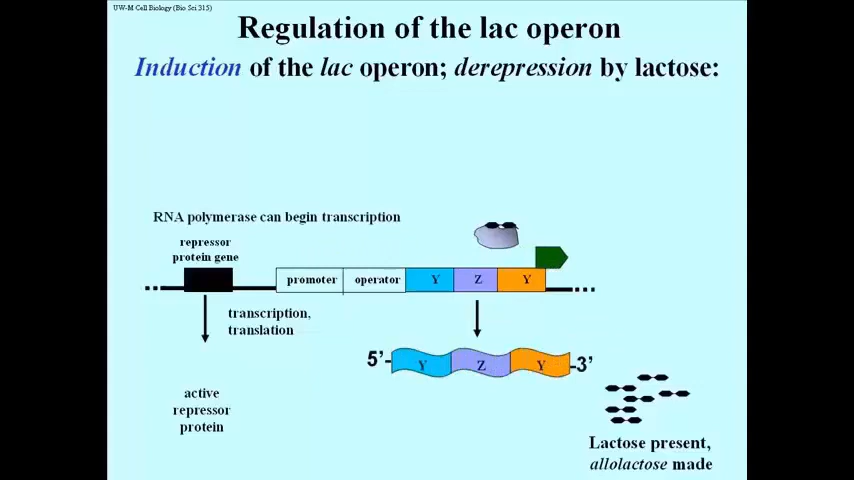 UW-M Cell Biology (Bio Sci 315)
Regulation of the lac operon
Induction of the lac operon; derepression by lactose:
RNA polymerase can begin transcription
repressor
protein gene
promoter operator Y Z Y
transcription,
translation
5’- Y Z Y -3’
active
repressor
protein
Lactose present,
allolactose made